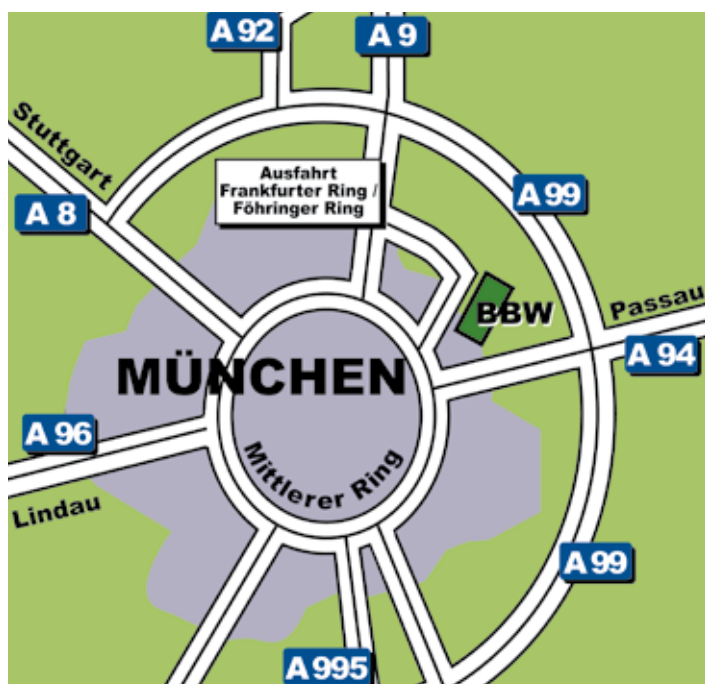 A 92
A 9
Stuttgart
Ausfahrt
Frankfurter Ring /
Föhringer Ring
A 99
A 8
BBW
Passau
A 94
MÜNCHEN
A 96
Mittlerer Ring
Lindau
A 99
A 995